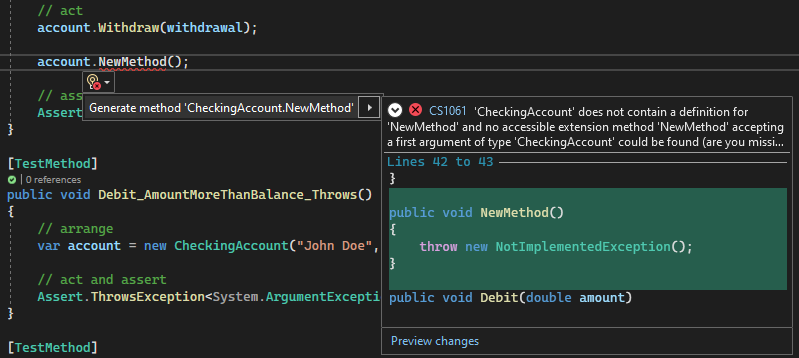 // act
account.Withdraw(withdrawal);
account.NewMethod();
// ass
Assert
}
Generate method 'CheckingAccount.NewMethod'
CS1061 'CheckingAccount' does not contain a definition for
'NewMethod' and no accessible extension method 'NewMethod' accepting
a first argument of type 'CheckingAccount' could be found (are you missi...
Lines 42 to 43
}
public void NewMethod()
{
throw new NotImplementedException();
}
public void Debit(double amount)
Preview changes
[TestMethod]
0 references
public void Debit_AmountMoreThanBalance_Throws()
{
// arrange
var account = new CheckingAccount("John Doe",
// act and assert
Assert.ThrowsException<System.ArgumentExcepti
}
[TestMethod]